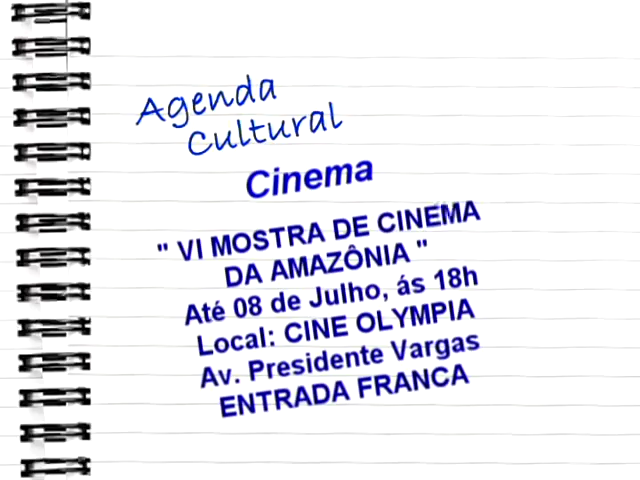 Agenda
Cultural
Cinema
" VI MOSTRA DE CINEMA
DA AMAZÔNIA "
Até 08 de Julho, ás 18h
Local: CINE OLYMPIA
Av. Presidente Vargas
ENTRADA FRANCA